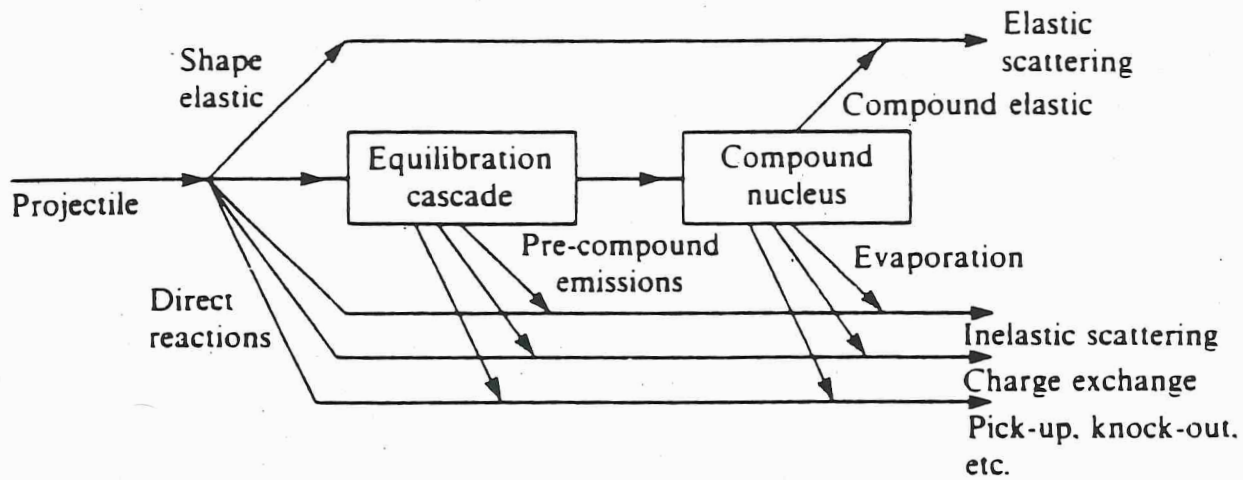 Elastic
scattering
Shape
elastic
Compound elastic
Equilibration
cascade
Compound
nucleus
Projectile
Pre-compound
emissions
Evaporation
Direct
reactions
Inelastic scattering
Charge exchange
Pick-up, knock-out,
etc.